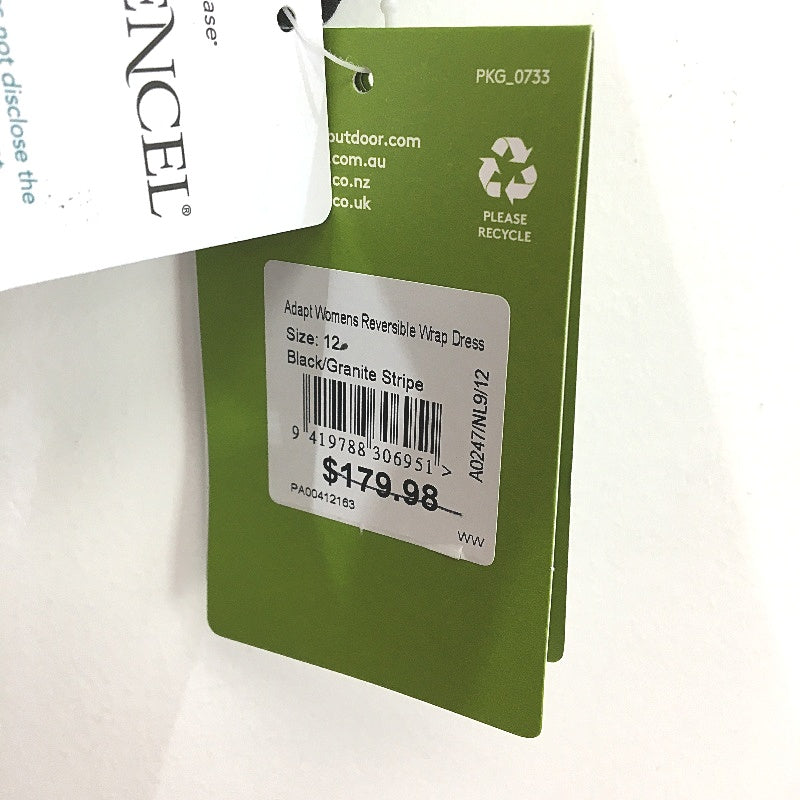 ase.
ENCEL®
not disclose the
PKG_0733
outdoor.com
.com.au
.co.nz
.co.uk
PLEASE
RECYCLE
Adapt Womens Reversible Wrap Dress
Size: 12
Black/Granite Stripe
9 419788 306951 >
$179.98
PA00412163
A0247/NL9/12
WW